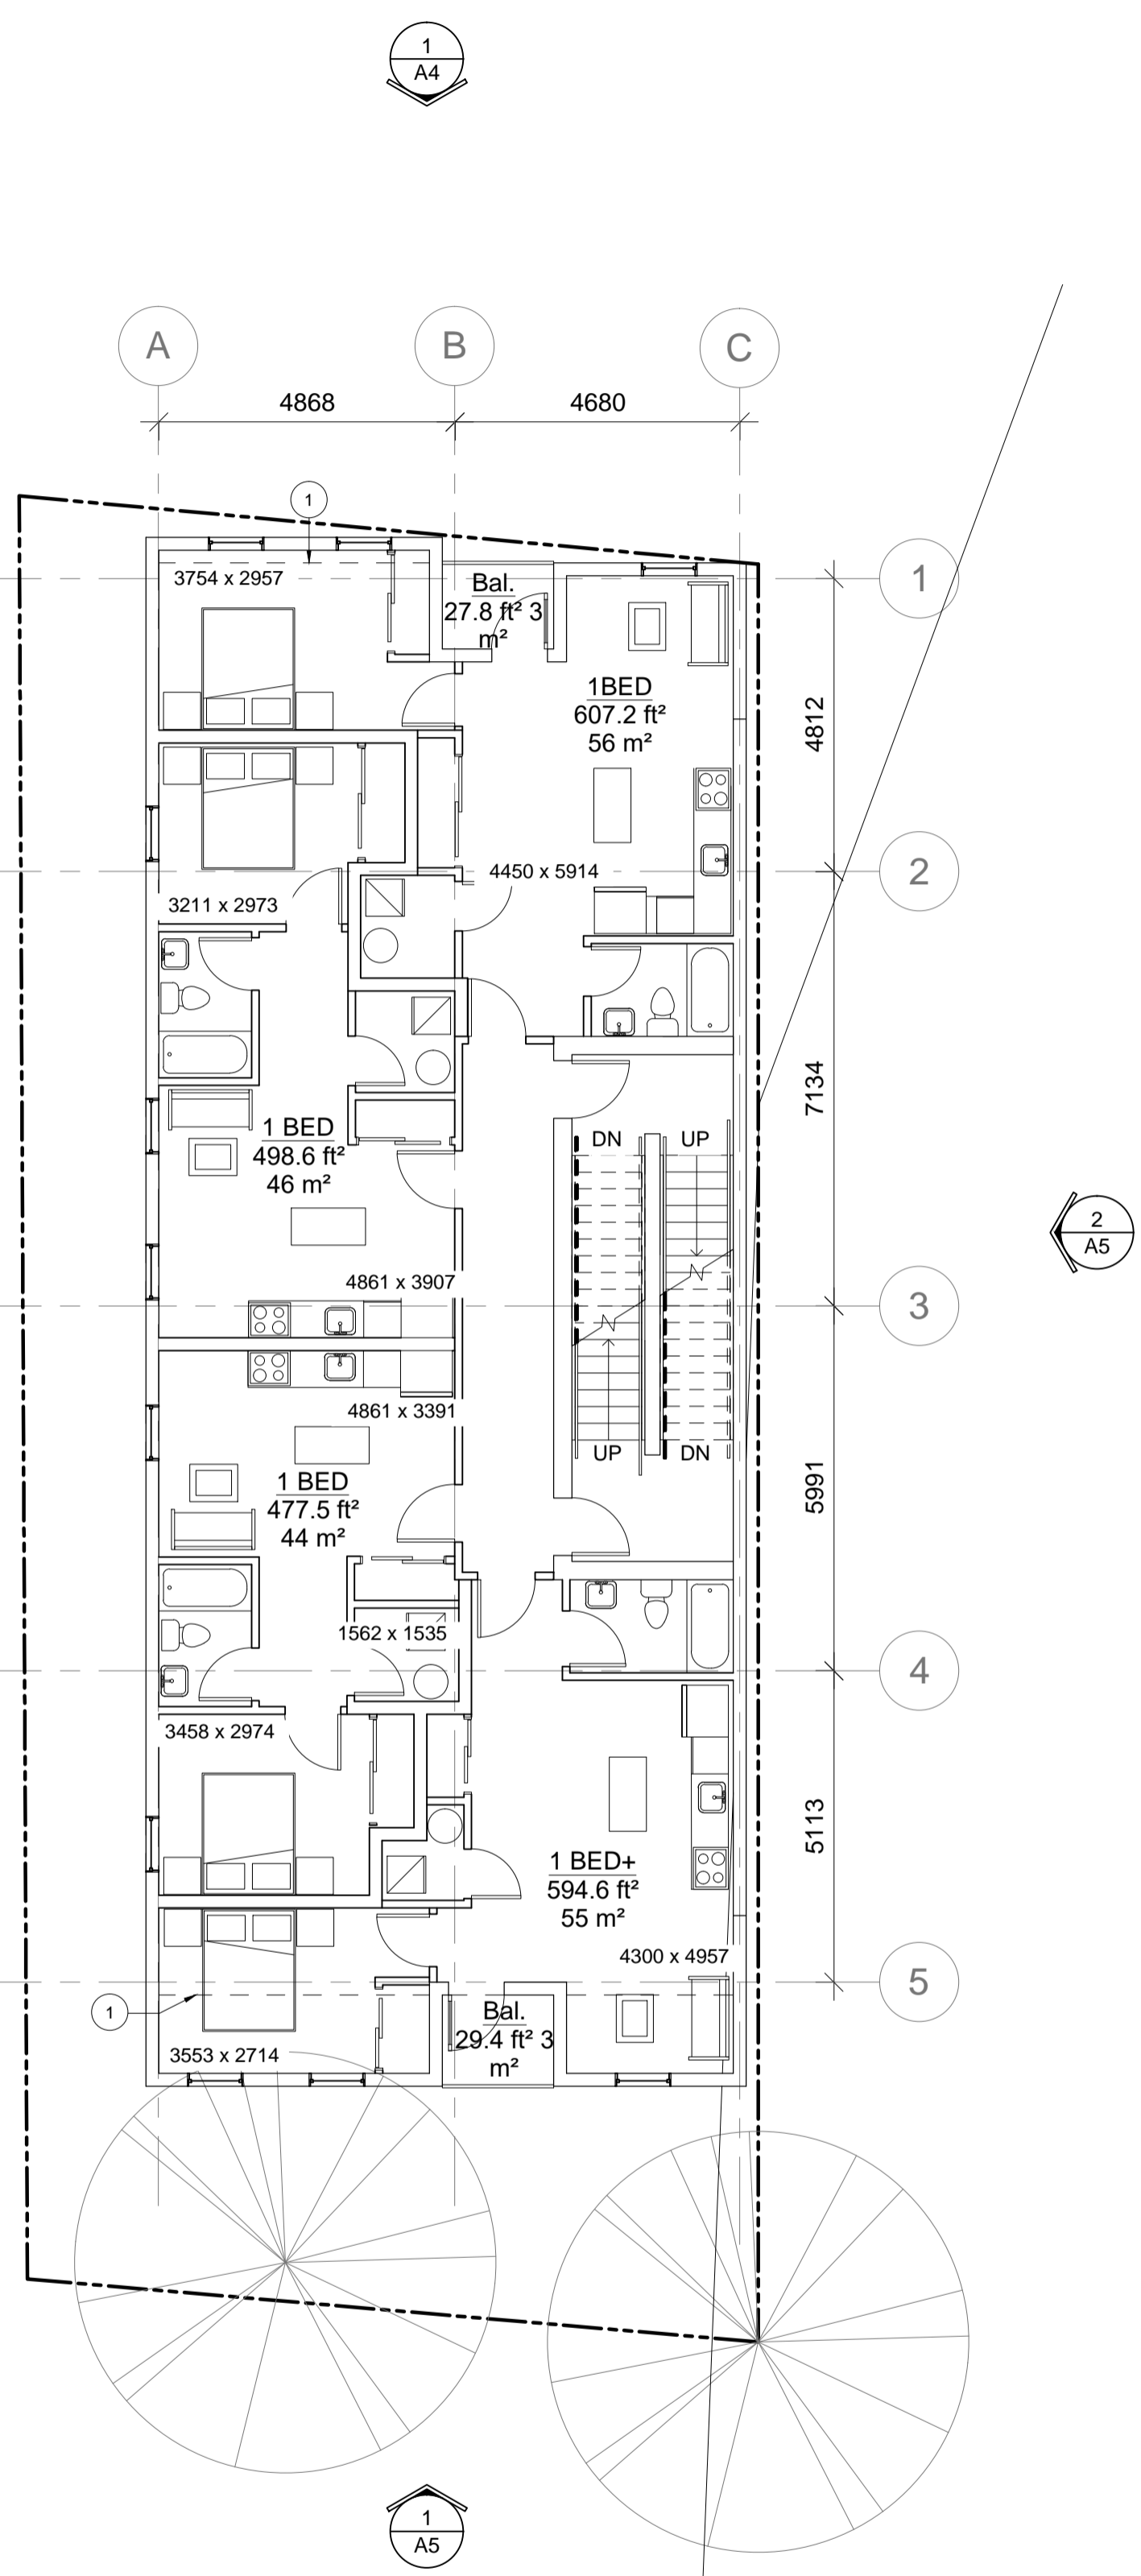 1
A4
A
B
C
4868
4680
1
3754 x 2957
Bal.
27.8 ft² 3
m²
1
1BED
607.2 ft²
56 m²
4812
4450 x 5914
2
3211 x 2973
7134
1 BED
498.6 ft²
46 m²
DN
UP
2
A5
4861 x 3907
3
4861 x 3391
UP
DN
1 BED
477.5 ft²
44 m²
5991
1562 x 1535
4
3458 x 2974
5113
1 BED+
594.6 ft²
55 m²
4300 x 4957
5
1
Bal.
29.4 ft² 3
m²
3553 x 2714
1
A5